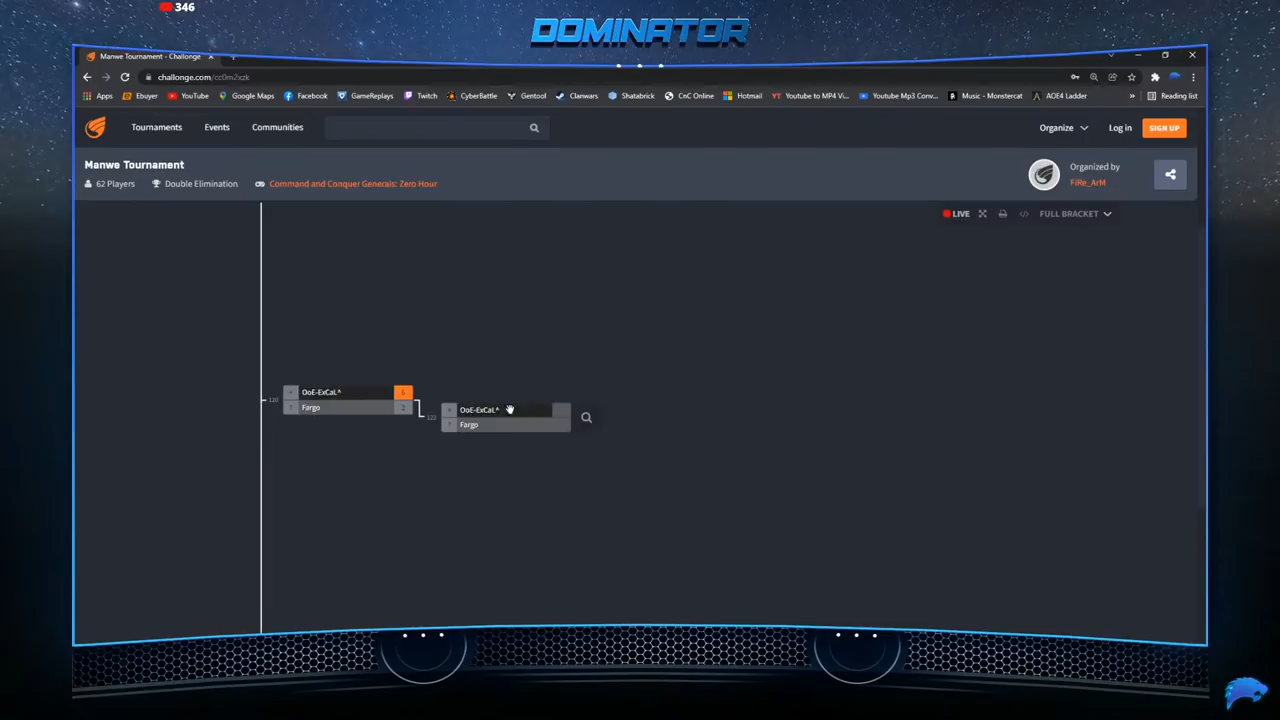 346
DOMINATOR
Manwe Tournament - Challonge
challonge.com/cc0m2xzk
Apps Ebuyer YouTube Google Maps Facebook GameReplays Twitch CyberBattle Gentool Clanwars Shatabrick CnC Online Hotmail Youtube to MP4 Vi... Youtube Mp3 Conv... Music - Monstercat AOE4 Ladder » Reading list
Tournaments Events Communities Organize Log in SIGN UP
Manwe Tournament
62 Players Double Elimination Command and Conquer Generals: Zero Hour
Organized by
FiRe_ArM
LIVE FULL BRACKET
OoE-ExCaL^
120
Fargo 2
OoE-ExCaL^
122
Fargo